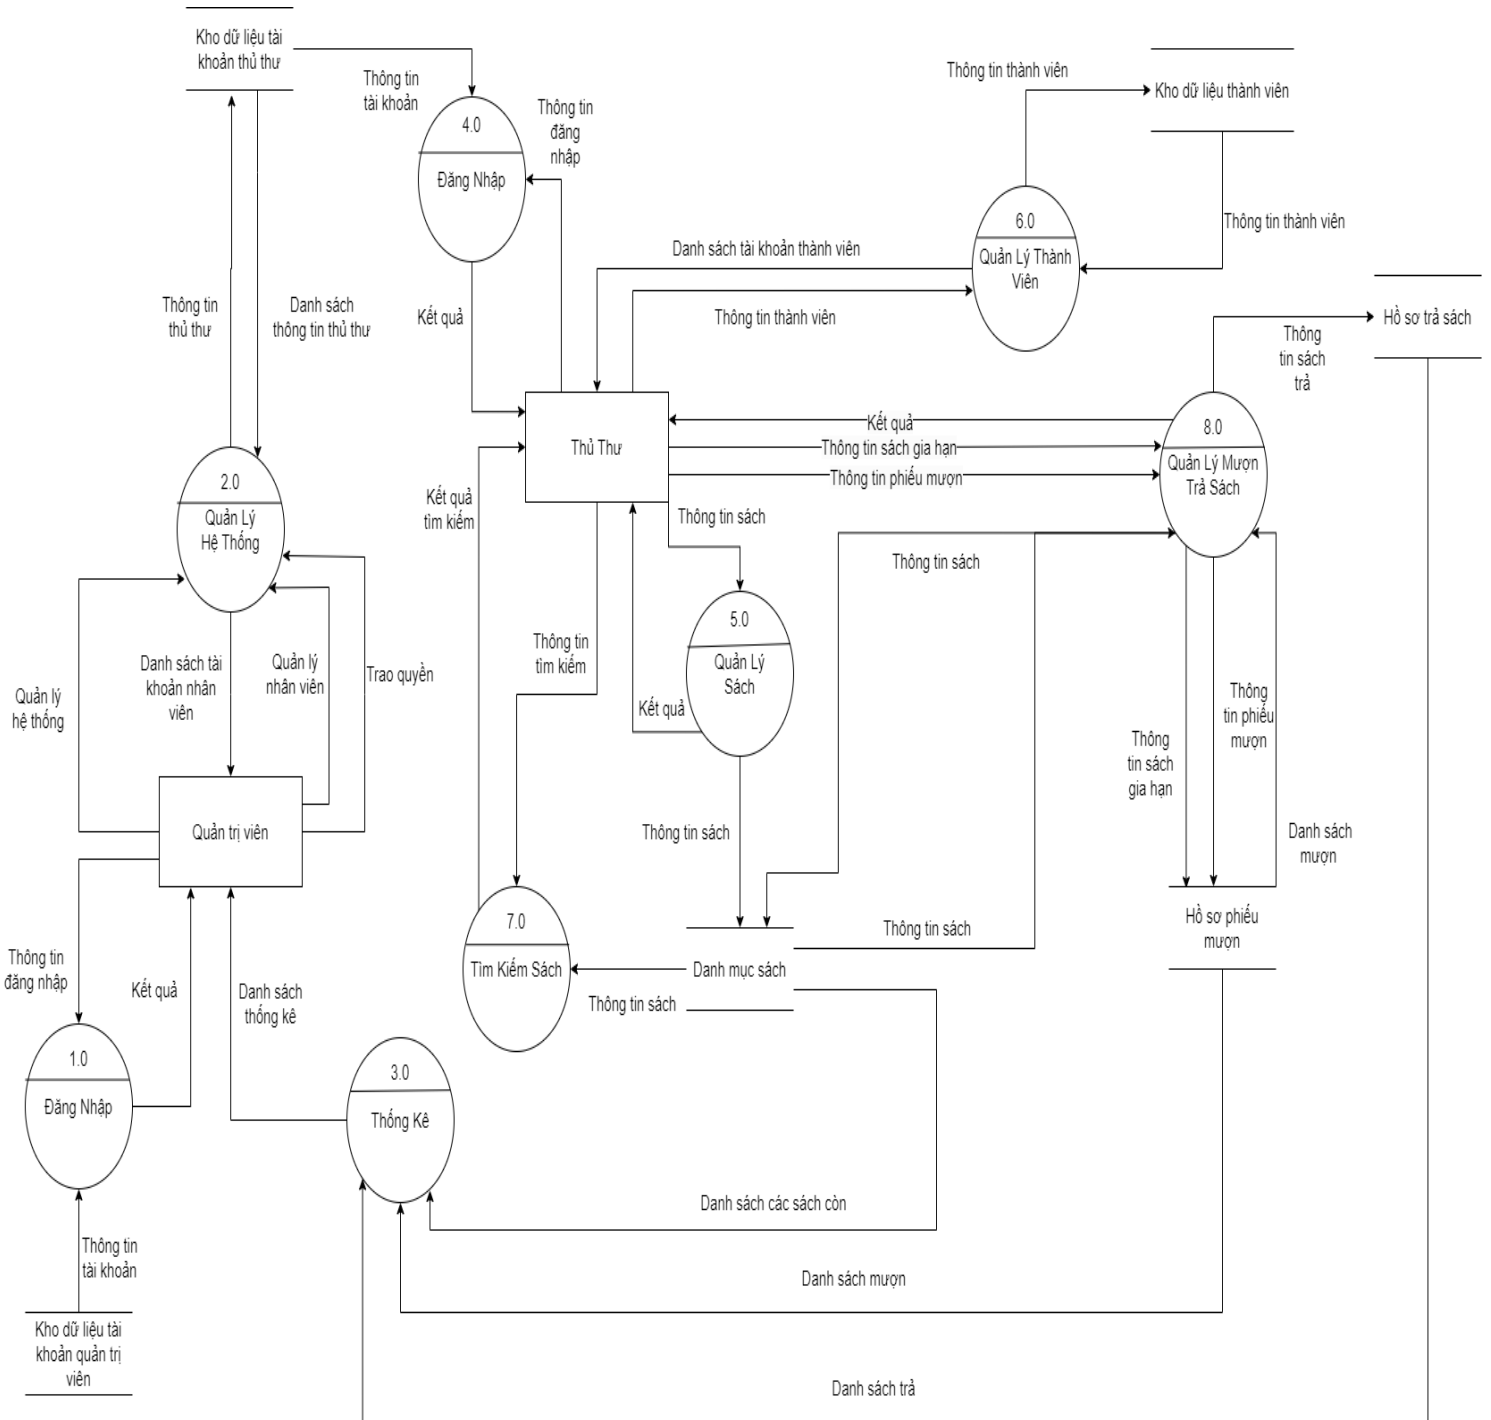 Kho dữ liệu tài
khoản thủ thư
Thông tin
tài khoản
4.0
Đăng Nhập
Thông tin
đăng
nhập
Thông tin thành viên
Kho dữ liệu thành viên
6.0
Quản Lý Thành
Viên
Thông tin thành viên
Danh sách tài khoản thành viên
Thông tin thành viên
Thông tin
thủ thư
Danh sách
thông tin thủ thư
Kết quả
Hồ sơ trả sách
Thông
tin sách
trả
Thủ Thư
Kết quả
Thông tin sách gia hạn
Thông tin phiếu mượn
8.0
Quản Lý Mượn
Trả Sách
2.0
Quản Lý
Hệ Thống
Kết quả
tìm kiếm
Thông tin sách
Thông tin sách
5.0
Quản Lý
Sách
Thông tin
tìm kiếm
Kết quả
Danh sách tài
khoản nhân
viên
Quản lý
nhân viên
Trao quyền
Quản lý
hệ thống
Thông
tin phiếu
mượn
Thông
tin sách
gia hạn
Quản trị viên
Thông tin sách
Danh sách
mượn
7.0
Tìm Kiếm Sách
Thông tin sách
Danh mục sách
Thông tin sách
Hồ sơ phiếu
mượn
Thông tin
đăng nhập
Kết quả
Danh sách
thống kê
1.0
Đăng Nhập
3.0
Thống Kê
Danh sách các sách còn
Thông tin
tài khoản
Danh sách mượn
Kho dữ liệu tài
khoản quản trị
viên
Danh sách trả